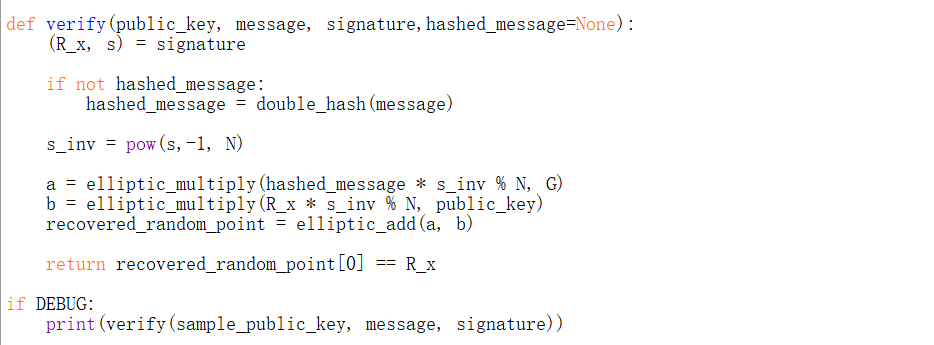 def verify(public_key, message, signature,hashed_message=None):
    (R_x, s) = signature
    if not hashed_message:
        hashed_message = double_hash(message)
    s_inv = pow(s,-1, N)
    a = elliptic_multiply(hashed_message * s_inv % N, G)
    b = elliptic_multiply(R_x * s_inv % N, public_key)
    recovered_random_point = elliptic_add(a, b)
    return recovered_random_point[0] == R_x
if DEBUG:
    print(verify(sample_public_key, message, signature))